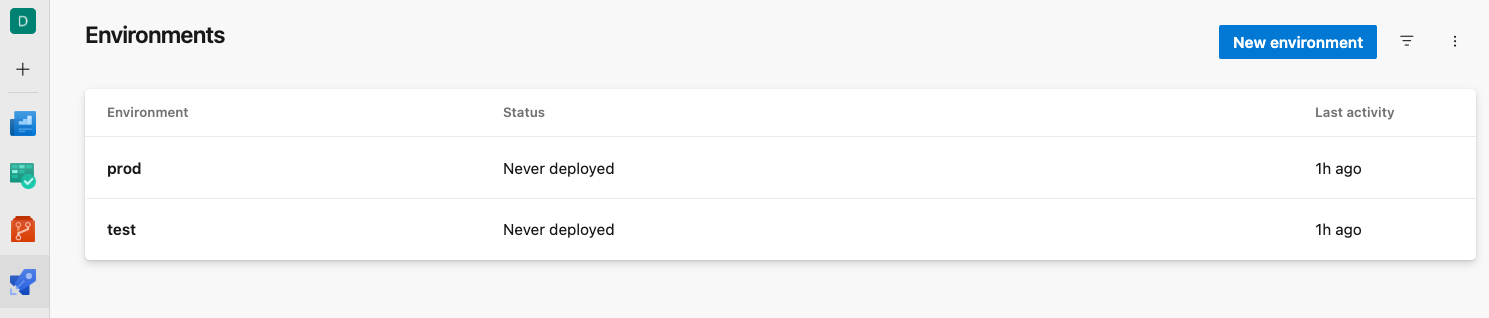 D
Environments
New environment
Environment Status Last activity
prod Never deployed 1h ago
test Never deployed 1h ago